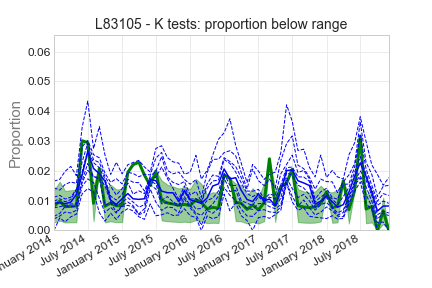 L83105 - K tests: proportion below range
0.06
0.05
0.04
0.03
0.02
0.01
0.00
Proportion
nuary 2014
July 2014
January 2015
July 2015
January 2016
July 2016
January 2017
July 2017
January 2018
July 2018